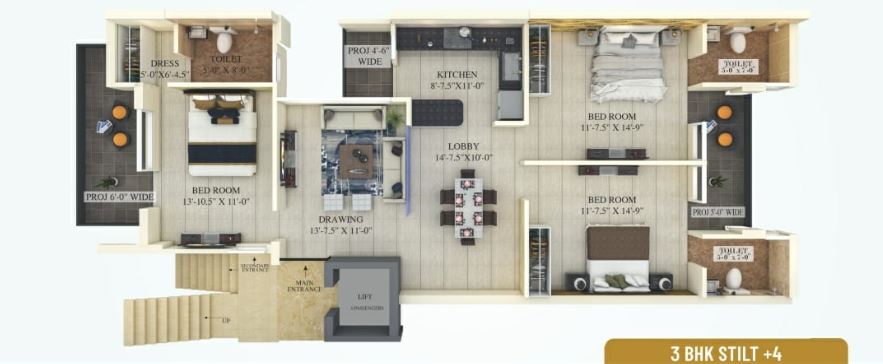 DRESS
5'-0"X6'-4.5"
TOILET
5'-0" X 8'-0"
PROJ 4'-6"
WIDE
KITCHEN
8'-7.5"X11'-0"
TOILET
5'-0" x 7'-0"
BED ROOM
11'-7.5" X 14'-9"
LOBBY
14'-7.5"X10'-0"
BED ROOM
13'-10.5" X 11'-0"
PROJ 6'-0" WIDE
DRAWING
13'-7.5" X 11'-0"
BED ROOM
11'-7.5" X 14'-9"
PROJ 5'-0" WIDE
TOILET
5'-0" x 7'-0"
SECONDARY
ENTRANCE
MAIN
ENTRANCE
LIFT
UP
3 BHK STILT +4